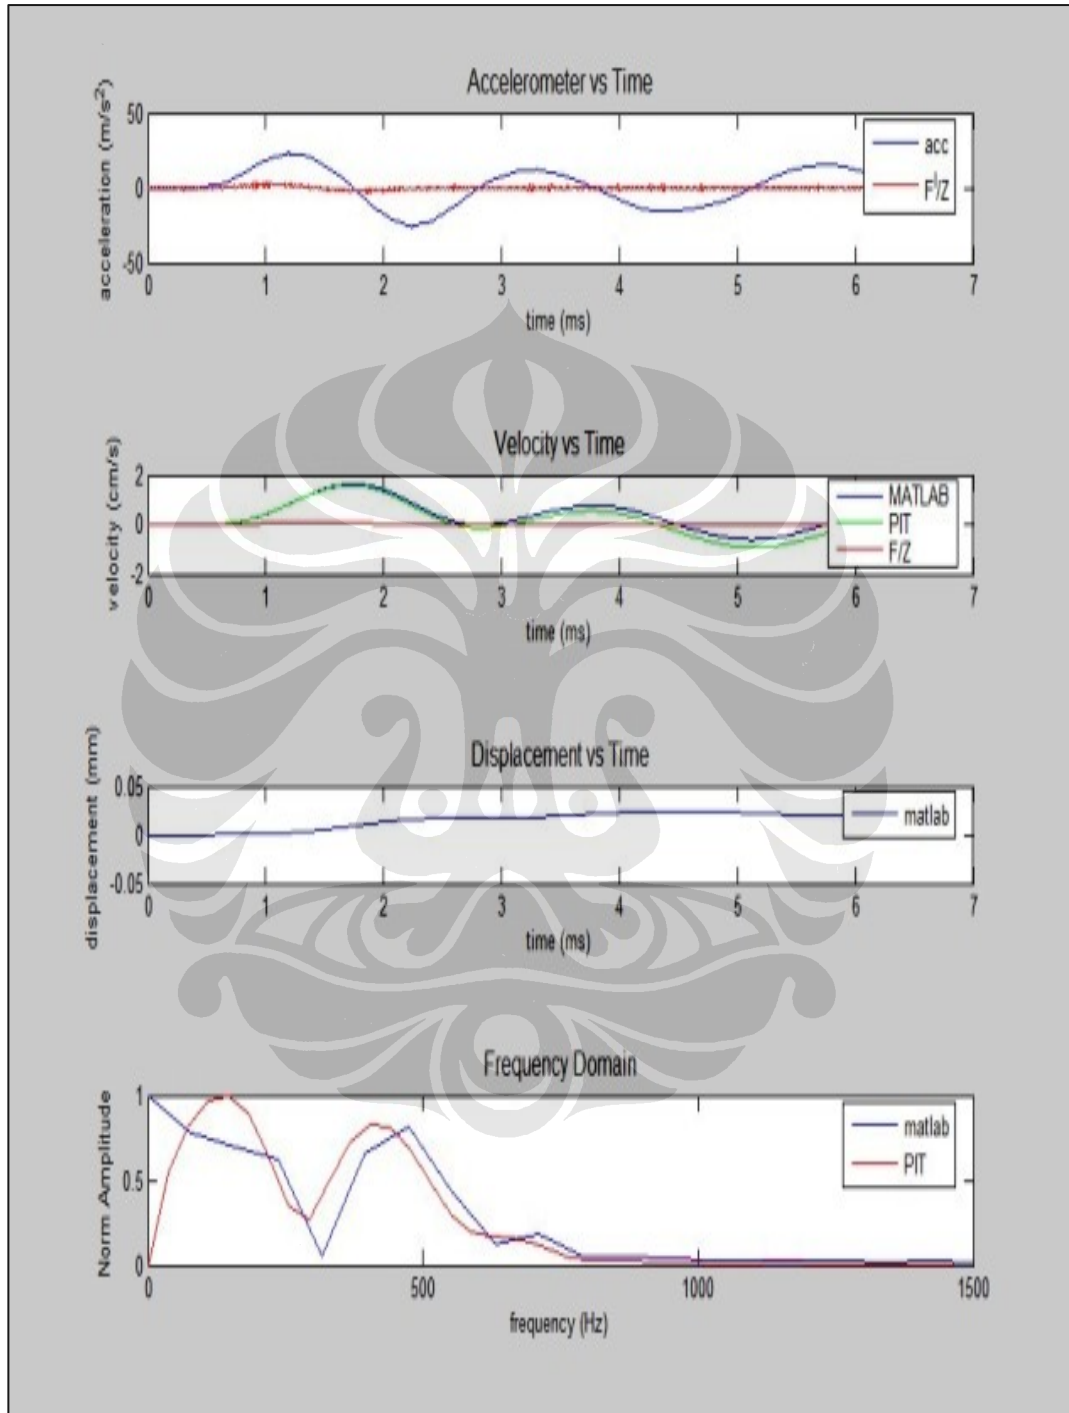 Accelerometer vs Time
acceleration (m/s²)
50
0
-50
acc
F/Z
0 1 2 3 4 5 6 7
time (ms)
Velocity vs Time
velocity (cm/s)
2
0
-2
MATLAB
PIT
F/Z
0 1 2 3 4 5 6 7
time (ms)
Displacement vs Time
displacement (mm)
0.05
0
-0.05
matlab
0 1 2 3 4 5 6 7
time (ms)
Frequency Domain
Norm Amplitude
1
0.5
0
matlab
PIT
0 500 1000 1500
frequency (Hz)